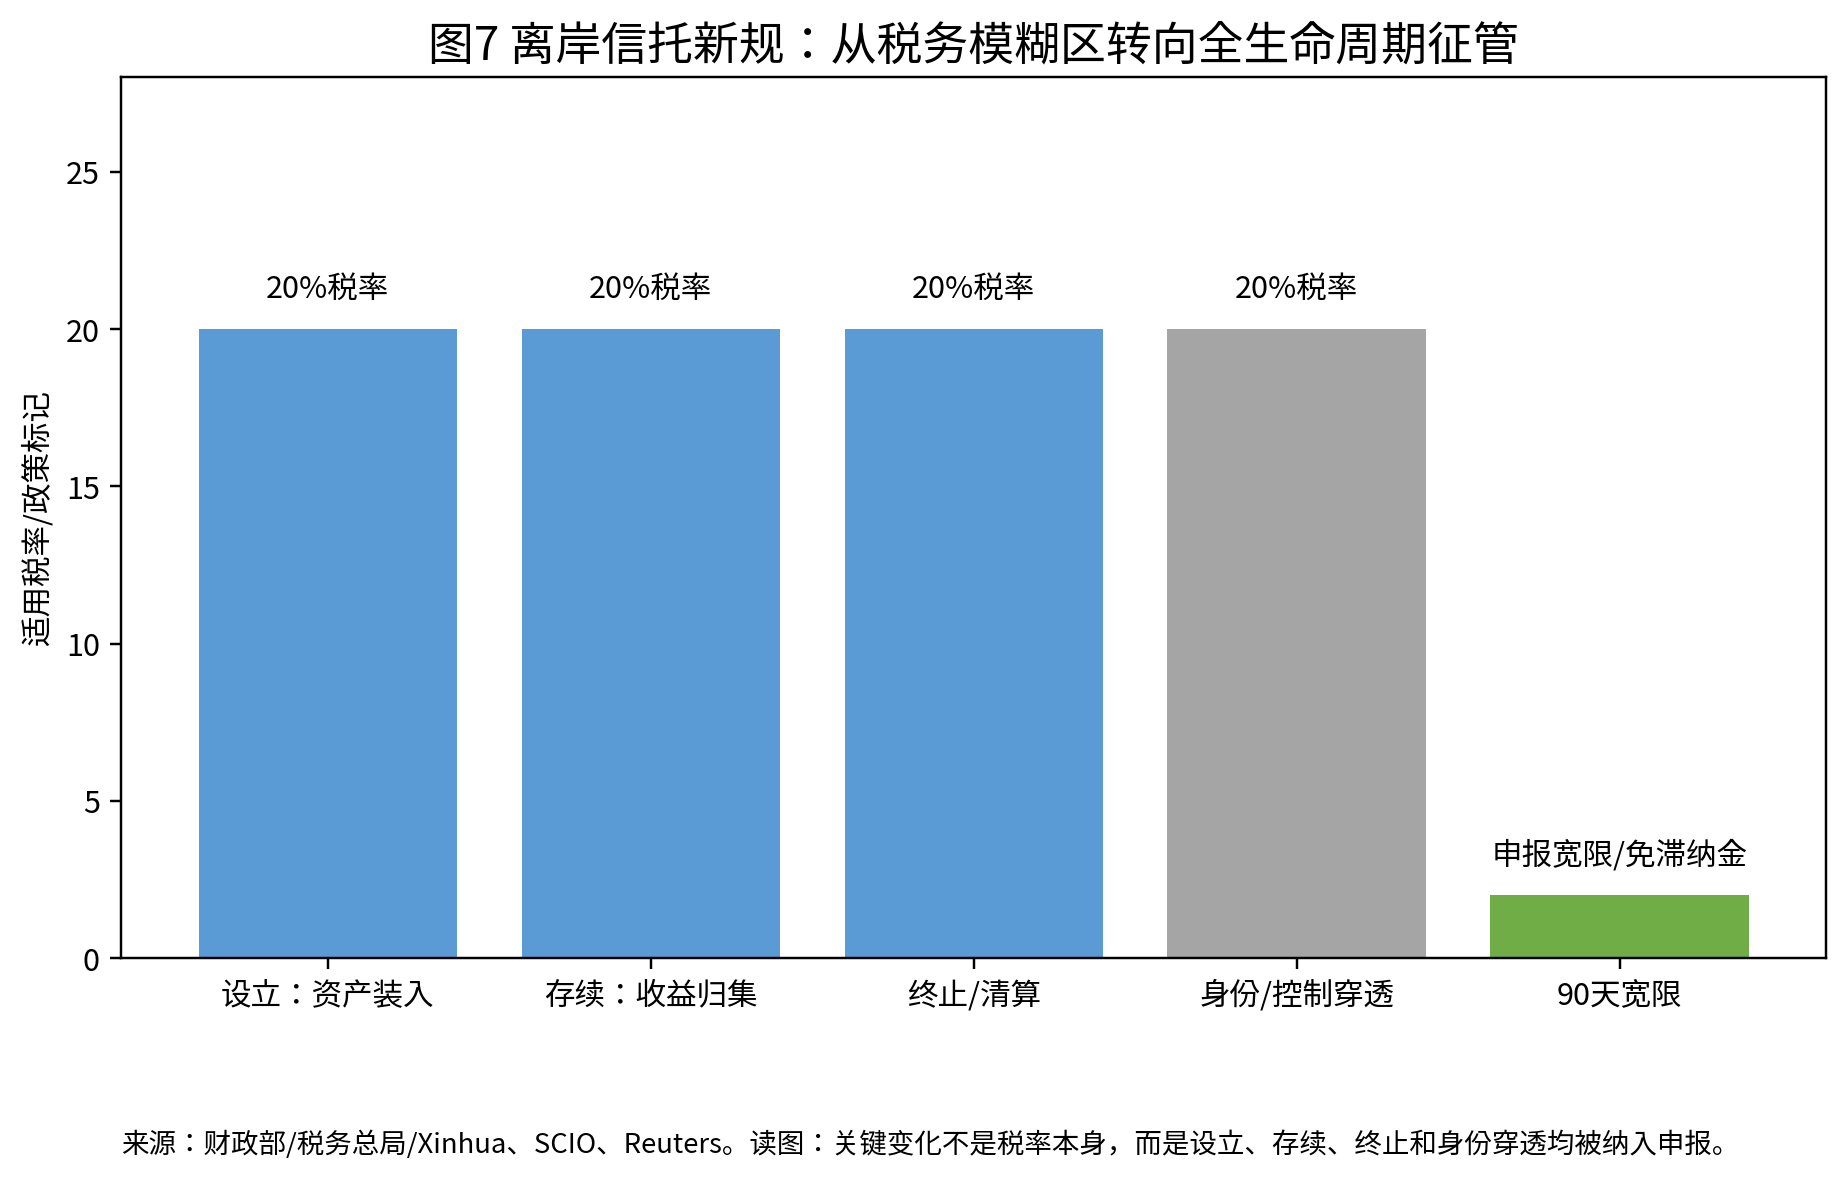 图7 离岸信托新规：从税务模糊区转向全生命周期征管
适用税率/政策标记
25
20
15
10
5
0
20%税率
20%税率
20%税率
20%税率
申报宽限/免滞纳金
设立：资产装入
存续：收益归集
终止/清算
身份/控制穿透
90天宽限
来源：财政部/税务总局/Xinhua、SCIO、Reuters。读图：关键变化不是税率本身，而是设立、存续、终止和身份穿透均被纳入申报。